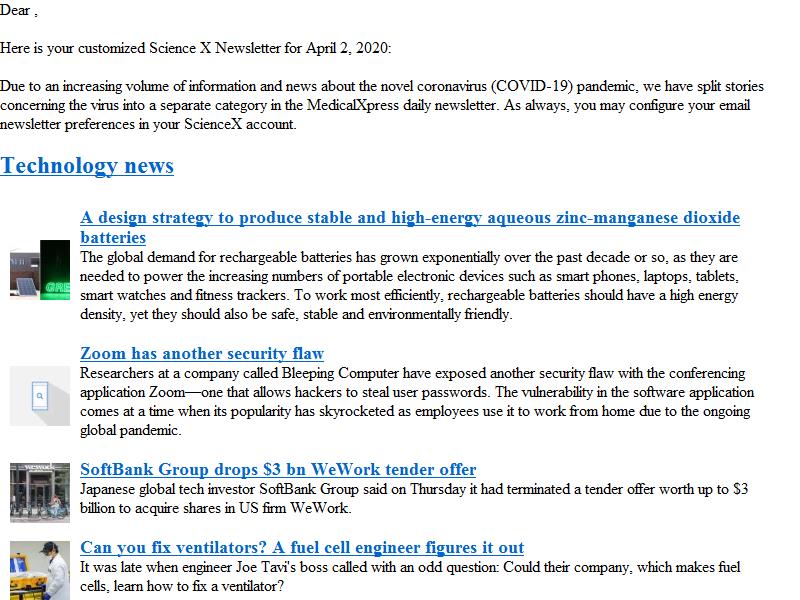 Dear ,
Here is your customized Science X Newsletter for April 2, 2020:
Due to an increasing volume of information and news about the novel coronavirus (COVID-19) pandemic, we have split stories
concerning the virus into a separate category in the MedicalXpress daily newsletter. As always, you may configure your email
newsletter preferences in your ScienceX account.
Technology news
A design strategy to produce stable and high-energy aqueous zinc-manganese dioxide
batteries
The global demand for rechargeable batteries has grown exponentially over the past decade or so, as they are
needed to power the increasing numbers of portable electronic devices such as smart phones, laptops, tablets,
smart watches and fitness trackers. To work most efficiently, rechargeable batteries should have a high energy
density, yet they should also be safe, stable and environmentally friendly.
GRE
Zoom has another security flaw
Researchers at a company called Bleeping Computer have exposed another security flaw with the conferencing
application Zoom—one that allows hackers to steal user passwords. The vulnerability in the software application
comes at a time when its popularity has skyrocketed as employees use it to work from home due to the ongoing
global pandemic.
SoftBank Group drops $3 bn WeWork tender offer
wework
Japanese global tech investor SoftBank Group said on Thursday it had terminated a tender offer worth up to $3
billion to acquire shares in US firm WeWork.
Can you fix ventilators? A fuel cell engineer figures it out
It was late when engineer Joe Tavi's boss called with an odd question: Could their company, which makes fuel
cells, learn how to fix a ventilator?